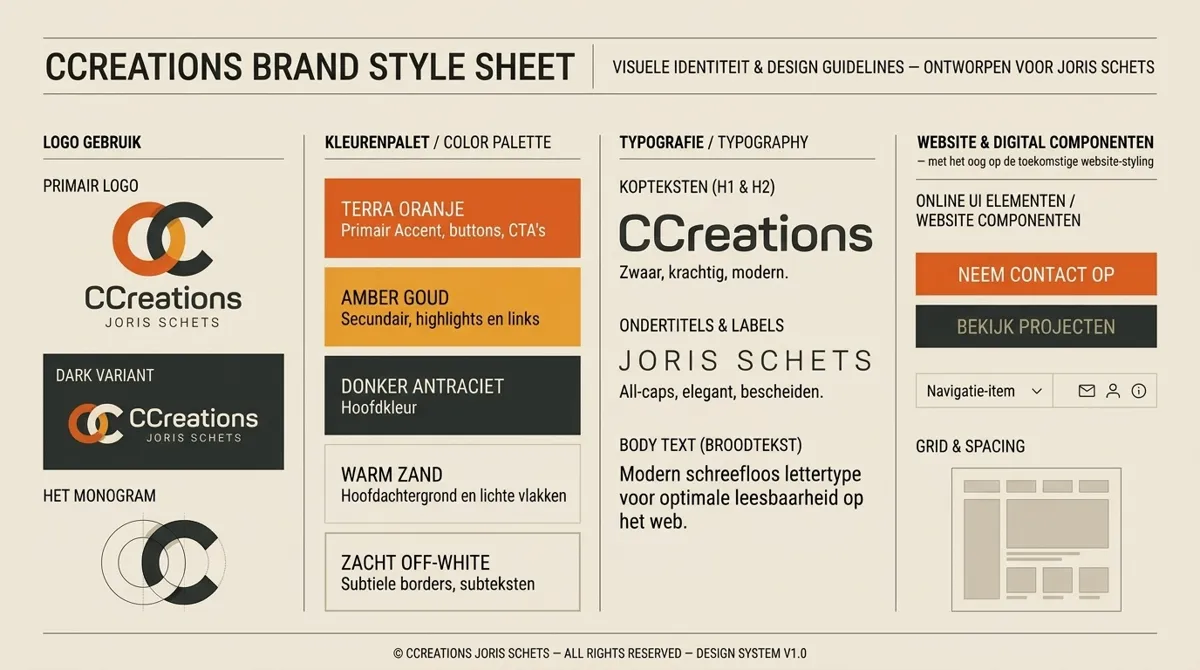 CCREATIONS BRAND STYLE SHEET
VISUELE IDENTITEIT & DESIGN GUIDELINES — ONTWORPEN VOOR JORIS SCHETS
LOGO GEBRUIK
PRIMAIR LOGO
CC
CCreations
JORIS SCHETS
DARK VARIANT
CC CCreations
JORIS SCHETS
HET MONOGRAM
C
KLEURENPALET / COLOR PALETTE
TERRA ORANJE
Primair Accent, buttons, CTA's
AMBER GOUD
Secundair, highlights en links
DONKER ANTRACIET
Hoofdkleur
WARM ZAND
Hoofdachtergrond en lichte vlakken
ZACHT OFF-WHITE
Subtiele borders, subteksten
TYPOGRAFIE / TYPOGRAPHY
KOPTEKSTEN (H1 & H2)
CCreations
Zwaar, krachtig, modern.
ONDERTITELS & LABELS
JORIS SCHETS
All-caps, elegant, bescheiden.
BODY TEXT (BROODTEKST)
Modern schreefloos lettertype
voor optimale leesbaarheid op
het web.
WEBSITE & DIGITAL COMPONENTEN
— met het oog op de toekomstige website-styling
ONLINE UI ELEMENTEN /
WEBSITE COMPONENTEN
NEEM CONTACT OP
BEKIJK PROJECTEN
Navigatie-item
GRID & SPACING
© CCREATIONS JORIS SCHETS — ALL RIGHTS RESERVED — DESIGN SYSTEM V1.0